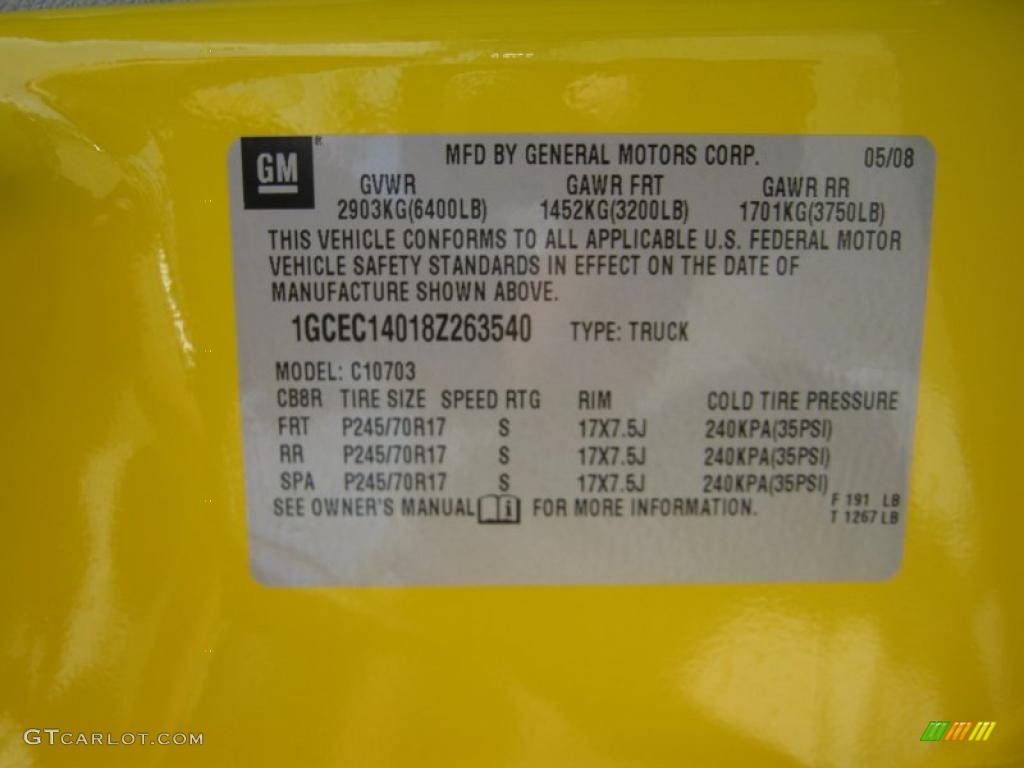 GM ®
MFD BY GENERAL MOTORS CORP. 05/08
GVWR GAWR FRT GAWR RR
2903KG(6400LB) 1452KG(3200LB) 1701KG(3750LB)
THIS VEHICLE CONFORMS TO ALL APPLICABLE U.S. FEDERAL MOTOR
VEHICLE SAFETY STANDARDS IN EFFECT ON THE DATE OF
MANUFACTURE SHOWN ABOVE.
1GCEC14018Z263540 TYPE: TRUCK
MODEL: C10703
CB8R TIRE SIZE SPEED RTG RIM COLD TIRE PRESSURE
FRT P245/70R17 S 17X7.5J 240KPA(35PSI)
RR P245/70R17 S 17X7.5J 240KPA(35PSI)
SPA P245/70R17 S 17X7.5J 240KPA(35PSI)
SEE OWNER'S MANUAL i FOR MORE INFORMATION.
F 191 LB
T 1267 LB
GTCARLOT.COM